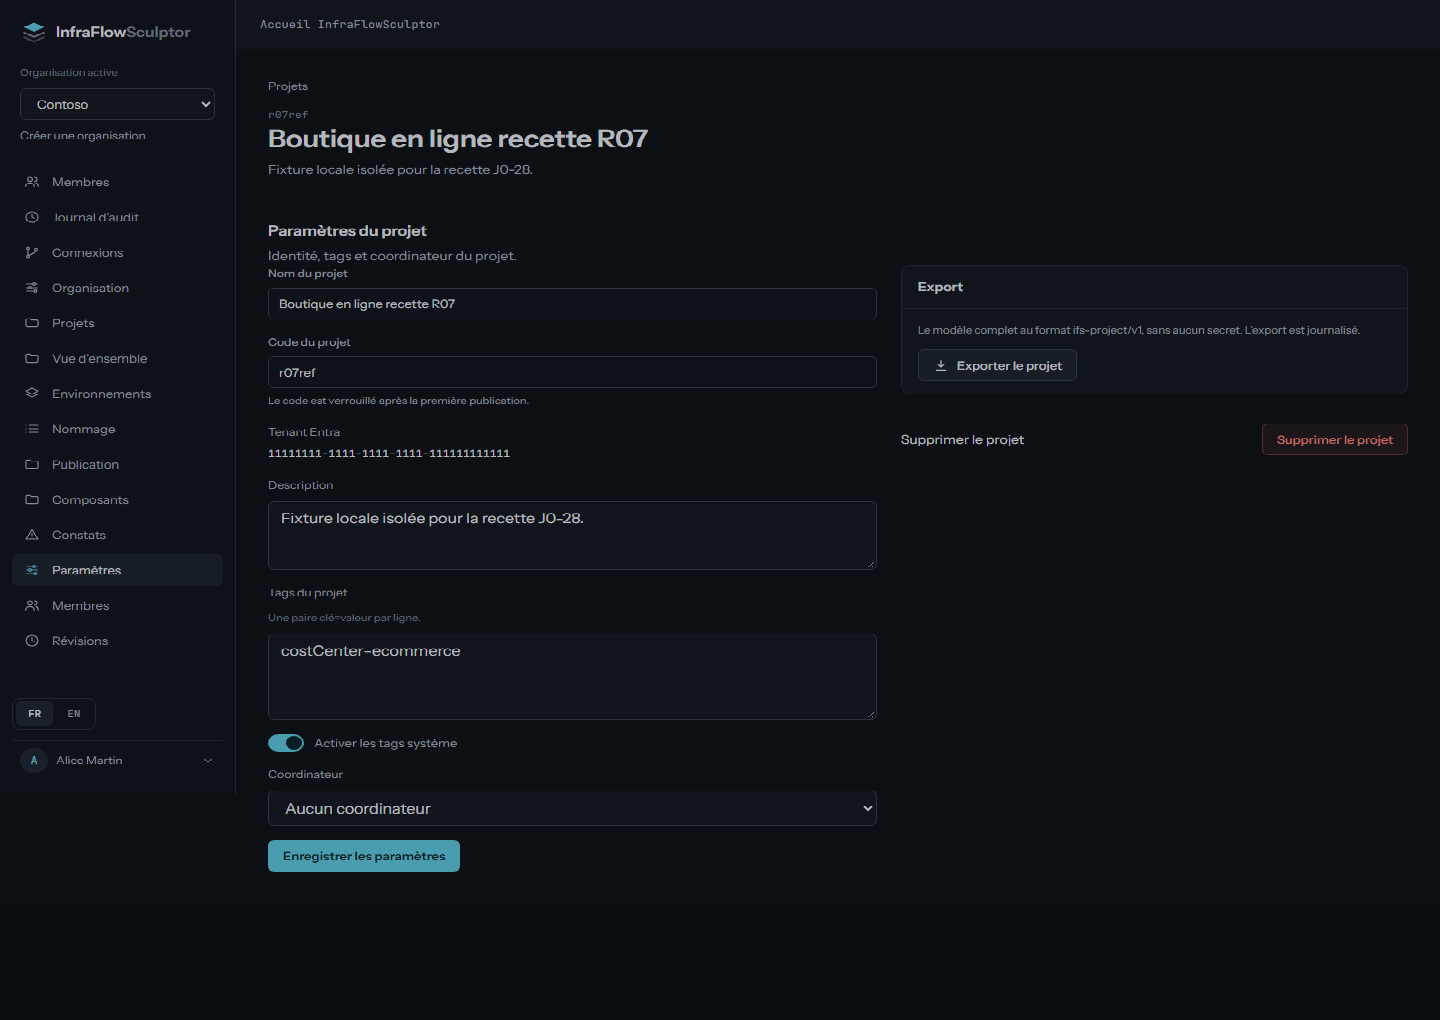 InfraFlowSculptor
Organisation active
Contoso
Créer une organisation
Membres
Journal d'audit
Connexions
Organisation
Projets
Vue d'ensemble
Environnements
Nommage
Publication
Composants
Constats
Paramètres
Membres
Révisions
FR EN
A Alice Martin
Accueil InfraFlowSculptor
Projets
r07ref
Boutique en ligne recette R07
Fixture locale isolée pour la recette J0-28.
Paramètres du projet
Identité, tags et coordinateur du projet.
Nom du projet
Boutique en ligne recette R07
Code du projet
r07ref
Le code est verrouillé après la première publication.
Tenant Entra
11111111-1111-1111-1111-111111111111
Description
Fixture locale isolée pour la recette J0-28.
Tags du projet
Une paire clé=valeur par ligne.
costCenter=ecommerce
Activer les tags système
Coordinateur
Aucun coordinateur
Enregistrer les paramètres
Export
Le modèle complet au format ifs-project/v1, sans aucun secret. L'export est journalisé.
Exporter le projet
Supprimer le projet
Supprimer le projet